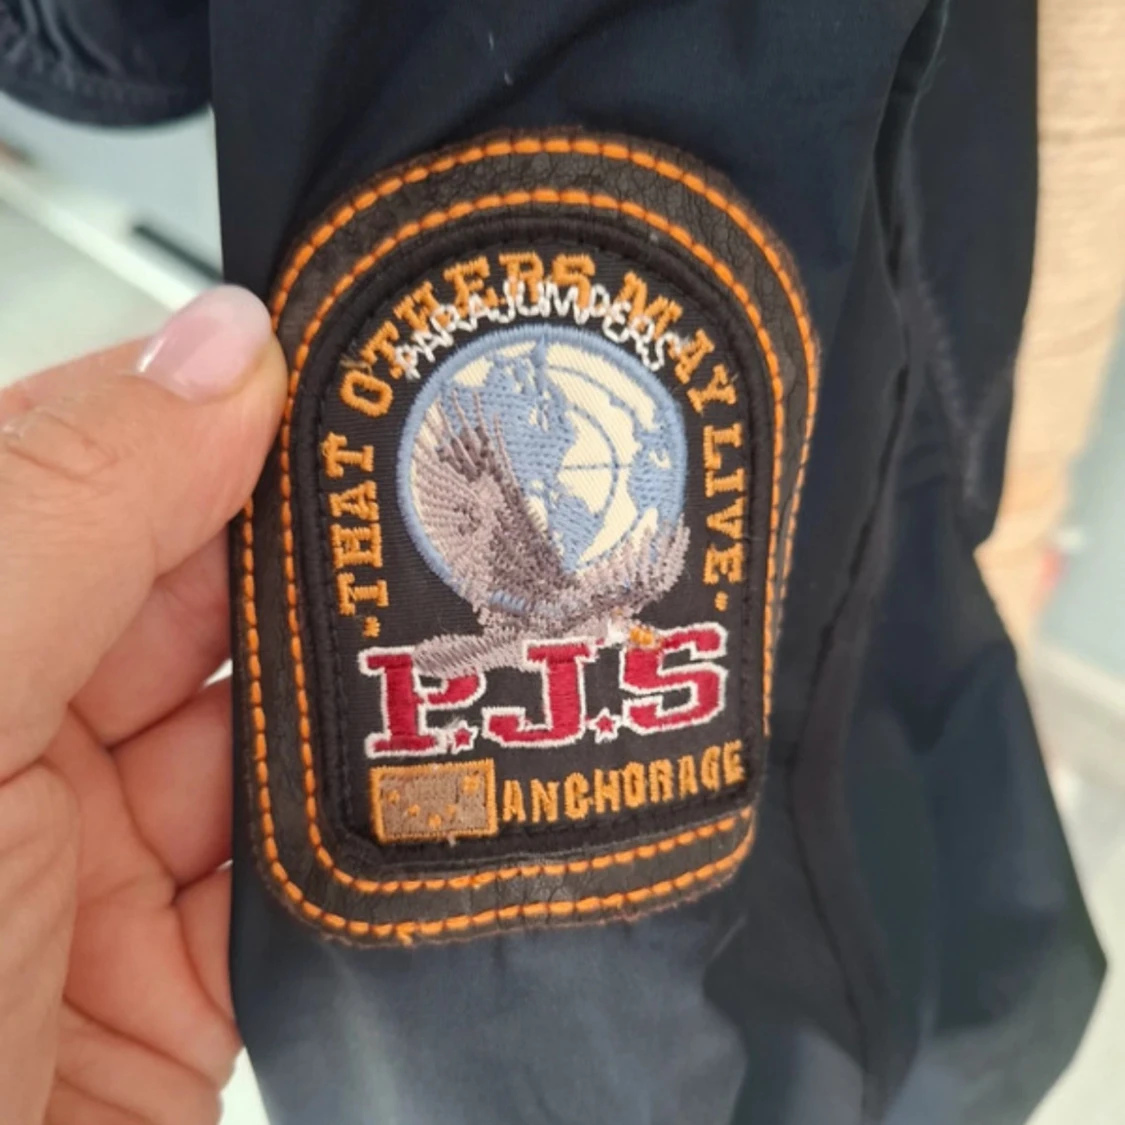 "THAT OTHERS MAY LIVE"
PARAJUMPERS
P.J.S
ANCHORAGE